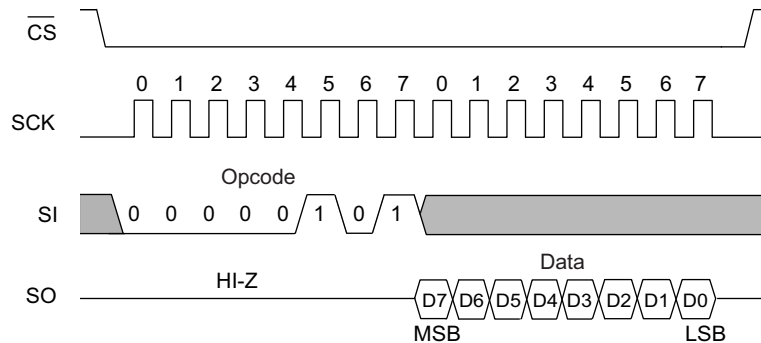 CS
0 1 2 3 4 5 6 7 0 1 2 3 4 5 6 7
SCK
Opcode
SI 0 0 0 0 0 1 0 1
Data
HI-Z
SO D7 D6 D5 D4 D3 D2 D1 D0
MSB LSB